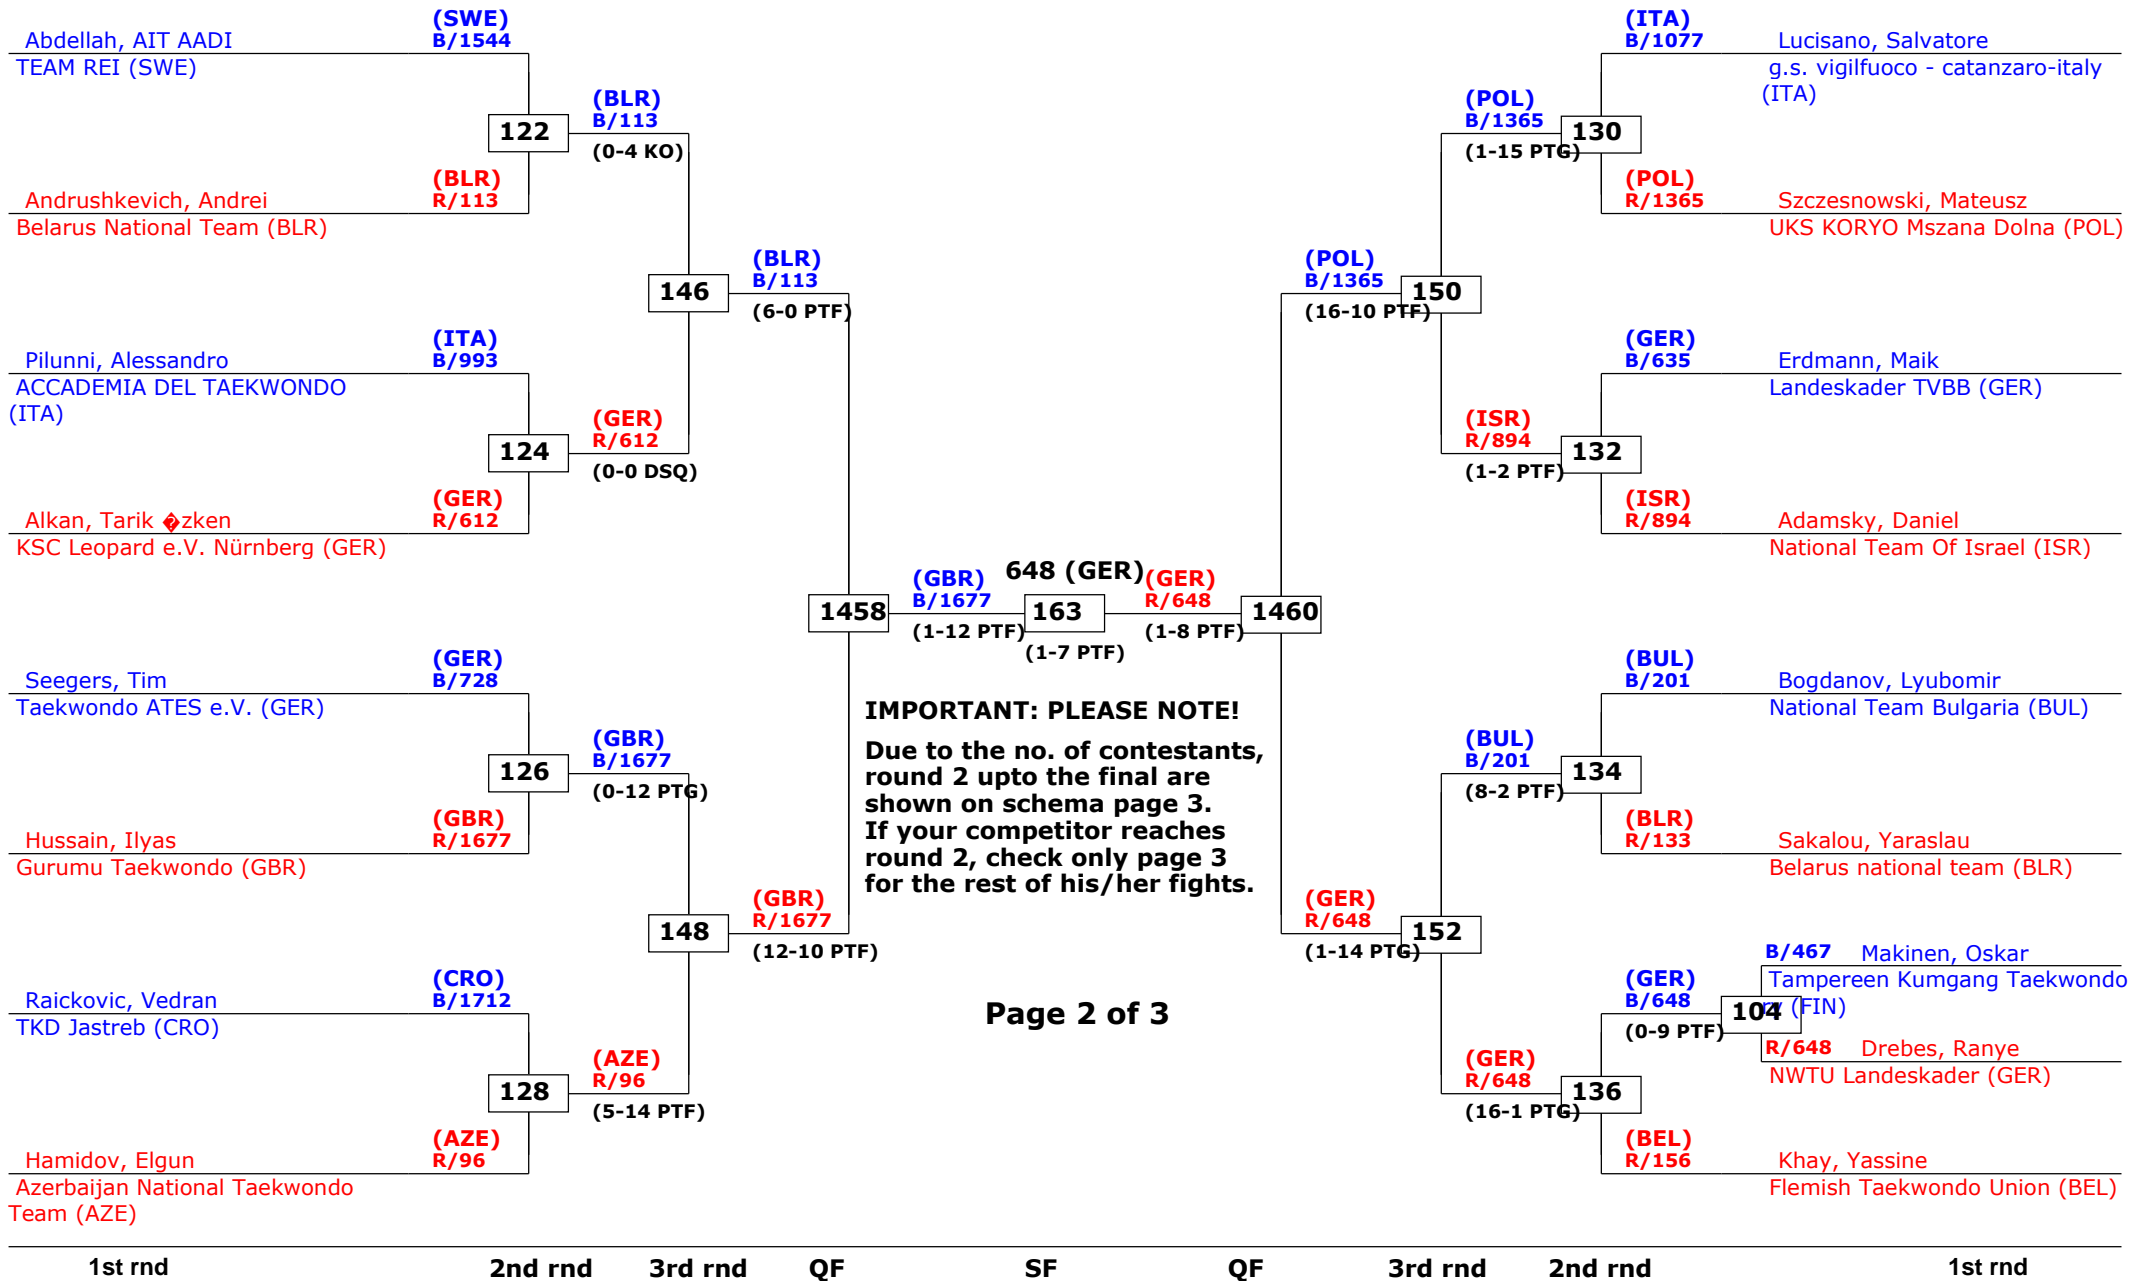 (SWE)
Abdellah, AIT AADI
B/1544
TEAM REI (SWE)
122
(BLR)
B/113
(0-4 KO)
(BLR)
Andrushkevich, Andrei
R/113
Belarus National Team (BLR)
146
(BLR)
B/113
(6-0 PTF)
(ITA)
Pilunni, Alessandro
B/993
ACCADEMIA DEL TAEKWONDO
(ITA)
124
(GER)
R/612
(0-0 DSQ)
(GER)
Alkan, Tarik �zken
R/612
KSC Leopard e.V. Nürnberg (GER)
1458
(GBR)
B/1677
(1-12 PTF)
648 (GER)
163
(1-7 PTF)
(GER)
R/648
(1-8 PTF)
1460
(GER)
Seegers, Tim
B/728
Taekwondo ATES e.V. (GER)
126
(GBR)
B/1677
(0-12 PTG)
(GBR)
Hussain, Ilyas
R/1677
Gurumu Taekwondo (GBR)
148
(GBR)
R/1677
(12-10 PTF)
(CRO)
Raickovic, Vedran
B/1712
TKD Jastreb (CRO)
128
(AZE)
R/96
(5-14 PTF)
(AZE)
Hamidov, Elgun
R/96
Azerbaijan National Taekwondo
Team (AZE)
IMPORTANT: PLEASE NOTE!
Due to the no. of contestants,
round 2 upto the final are
shown on schema page 3.
If your competitor reaches
round 2, check only page 3
for the rest of his/her fights.
Page 2 of 3
(ITA)
B/1077
Lucisano, Salvatore
g.s. vigilfuoco - catanzaro-italy
(ITA)
(POL)
B/1365
(1-15 PTG)
130
(POL)
R/1365
Szczesnowski, Mateusz
UKS KORYO Mszana Dolna (POL)
(POL)
B/1365
(16-10 PTF)
150
(GER)
B/635
Erdmann, Maik
Landeskader TVBB (GER)
(ISR)
R/894
(1-2 PTF)
132
(ISR)
R/894
Adamsky, Daniel
National Team Of Israel (ISR)
(BUL)
B/201
Bogdanov, Lyubomir
National Team Bulgaria (BUL)
(BUL)
B/201
(8-2 PTF)
134
(BLR)
R/133
Sakalou, Yaraslau
Belarus national team (BLR)
(GER)
R/648
(1-14 PTG)
152
B/467 Makinen, Oskar
Tampereen Kumgang Taekwondo
ry (FIN)
(GER)
B/648
(0-9 PTF)
104
R/648 Drebes, Ranye
NWTU Landeskader (GER)
(GER)
R/648
(16-1 PTG)
136
(BEL)
R/156
Khay, Yassine
Flemish Taekwondo Union (BEL)
1st rnd 2nd rnd 3rd rnd QF SF QF 3rd rnd 2nd rnd 1st rnd